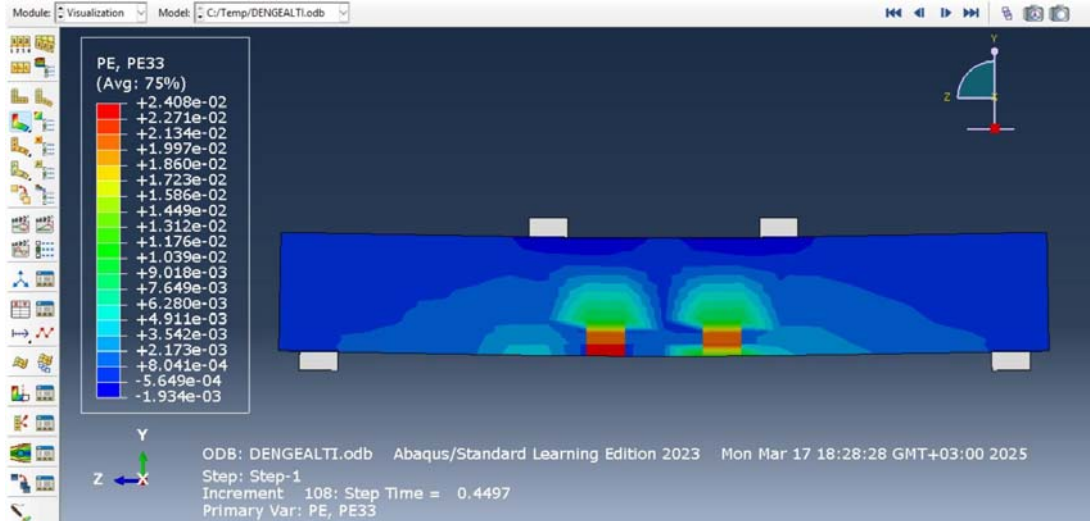 Module: Visualization Model: C:/Temp/DENGEALTI.odb
PE, PE33
(Avg: 75%)
+2.408e-02
+2.271e-02
+2.134e-02
+1.997e-02
+1.860e-02
+1.723e-02
+1.586e-02
+1.449e-02
+1.312e-02
+1.176e-02
+1.039e-02
+9.018e-03
+7.649e-03
+6.280e-03
+4.911e-03
+3.542e-03
+2.173e-03
+8.041e-04
-5.649e-04
-1.934e-03
Y
Z
X
Y
Z
X
ODB: DENGEALTI.odb Abaqus/Standard Learning Edition 2023 Mon Mar 17 18:28:28 GMT+03:00 2025
Step: Step-1
Increment 108: Step Time = 0.4497
Primary Var: PE, PE33